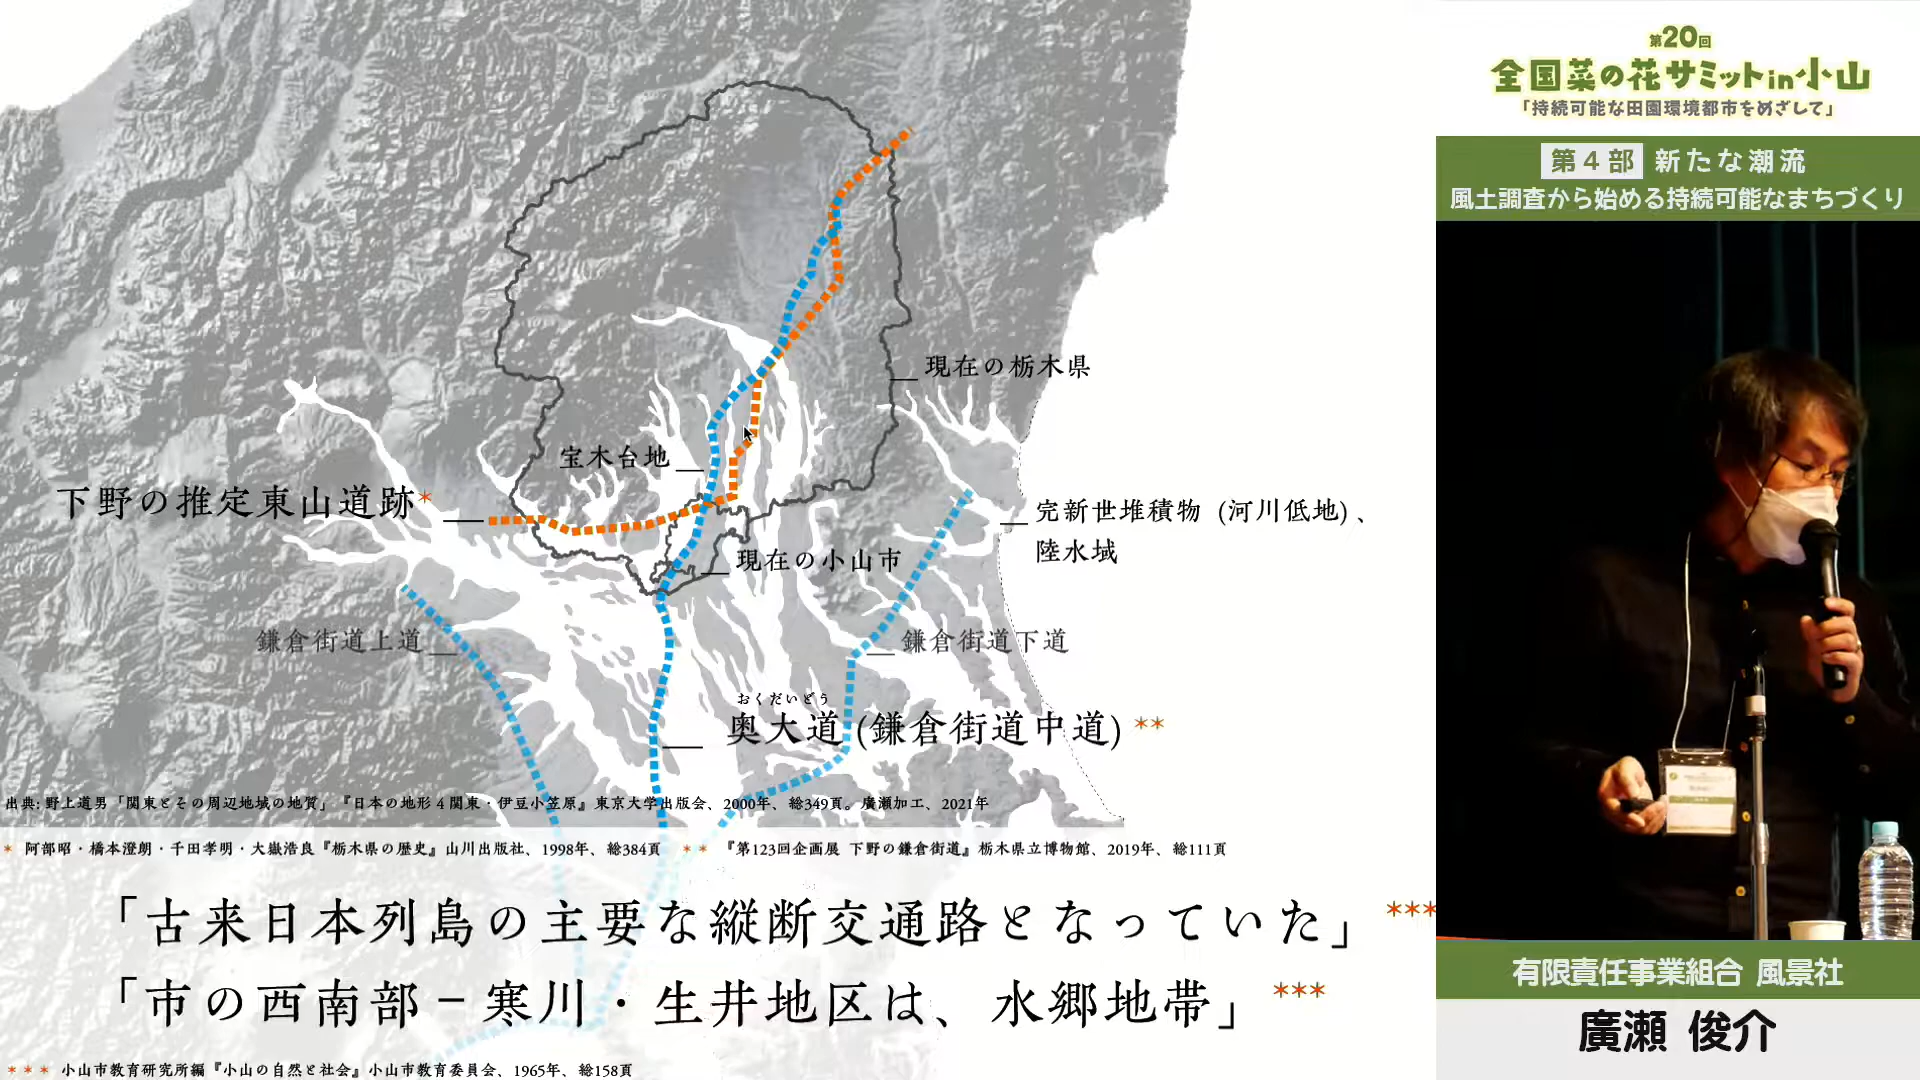 第20回
全国菜の花サミットin小山
「持続可能な田園環境都市をめざして」
第4部 新たな潮流
風土調査から始める持続可能なまちづくり
現在の栃木県
宝木台地
下野の推定東山道跡*
完新世堆積物 (河川低地)、
陸水域
現在の小山市
鎌倉街道上道
鎌倉街道下道
おくだいどう
奥大道 (鎌倉街道中道) **
出典: 野上道男「関東とその周辺地域の地質」『日本の地形 4 関東・伊豆小笠原』東京大学出版会、2000年、総349頁。廣瀬加工、2021年
* 阿部昭・橋本澄朗・千田孝明・大嶽浩良『栃木県の歴史』山川出版社、1998年、総384頁 ** 『第123回企画展 下野の鎌倉街道』栃木県立博物館、2019年、総111頁
「古来日本列島の主要な縦断交通路となっていた」***
「市の西南部－寒川・生井地区は、水郷地帯」***
*** 小山市教育研究所編『小山の自然と社会』小山市教育委員会、1965年、総158頁
有限責任事業組合 風景社
廣瀬 俊介